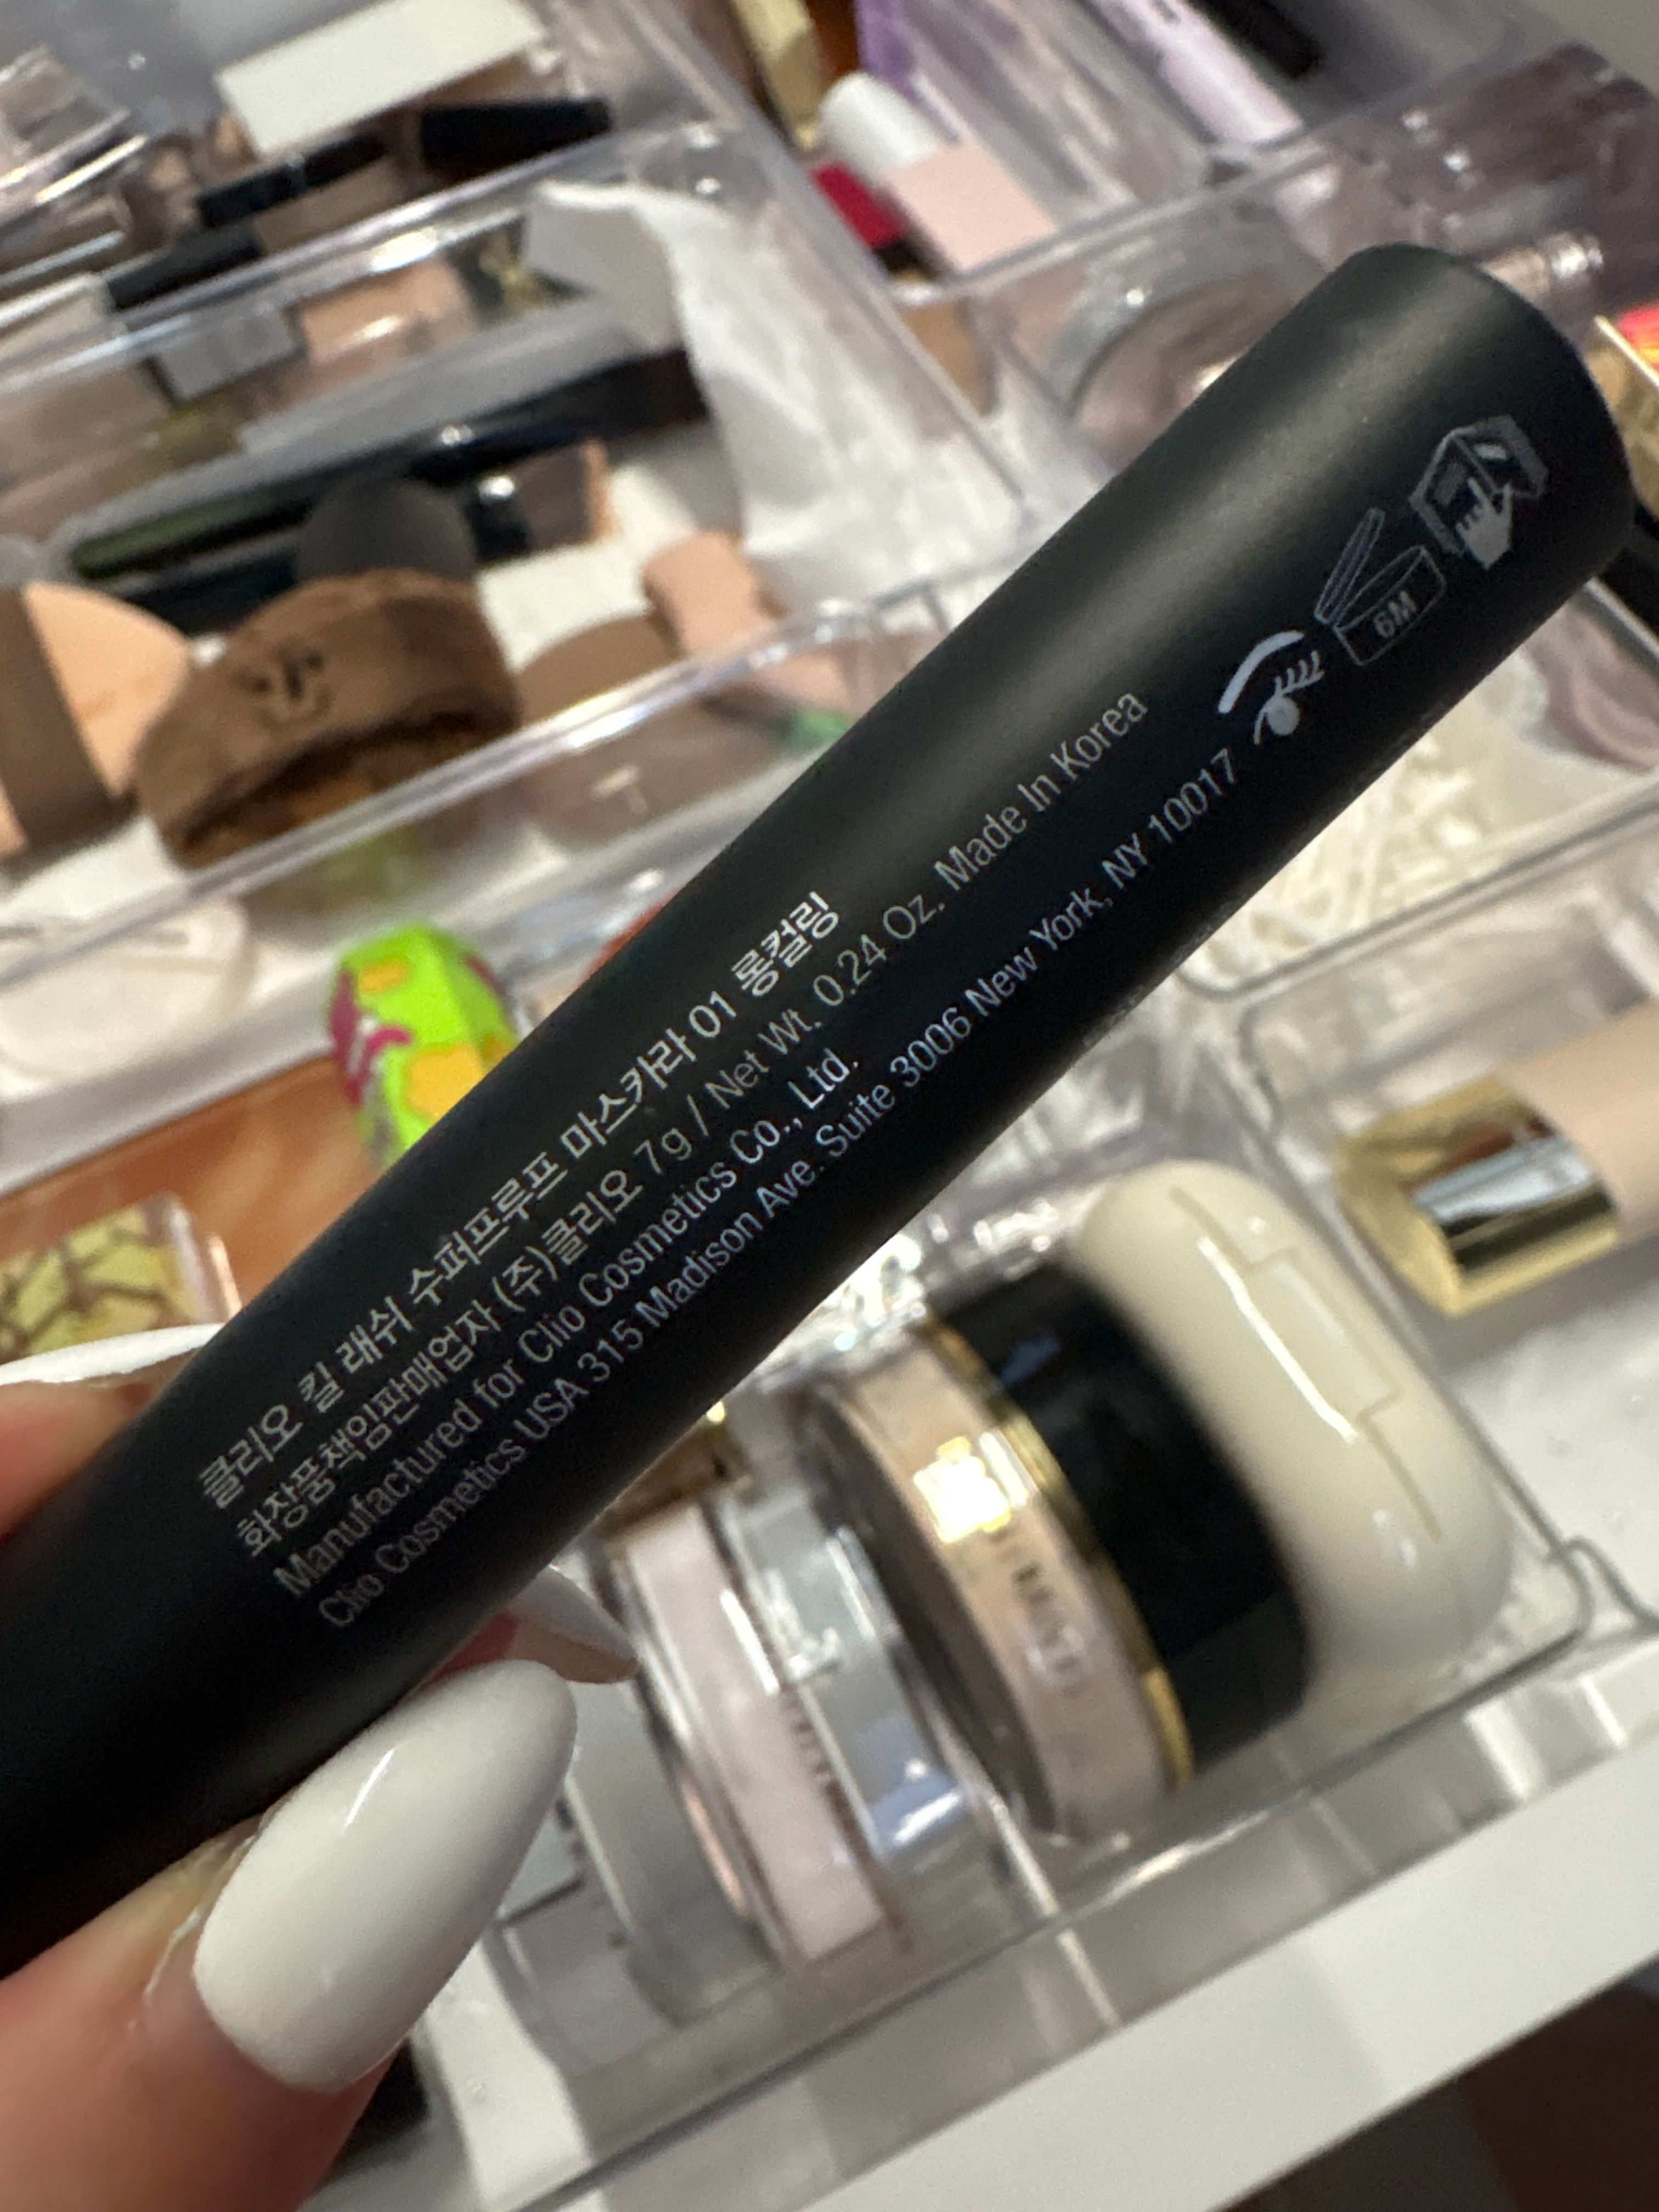 클리오 킬 래쉬 수퍼프루프 마스카라 01 롱컬링
화장품책임판매업자 (주)클리오 7g / Net Wt. 0.24 Oz. Made In Korea
Manufactured for Clio Cosmetics Co., Ltd.
Clio Cosmetics USA 315 Madison Ave. Suite 3006 New York, NY 10017
6M